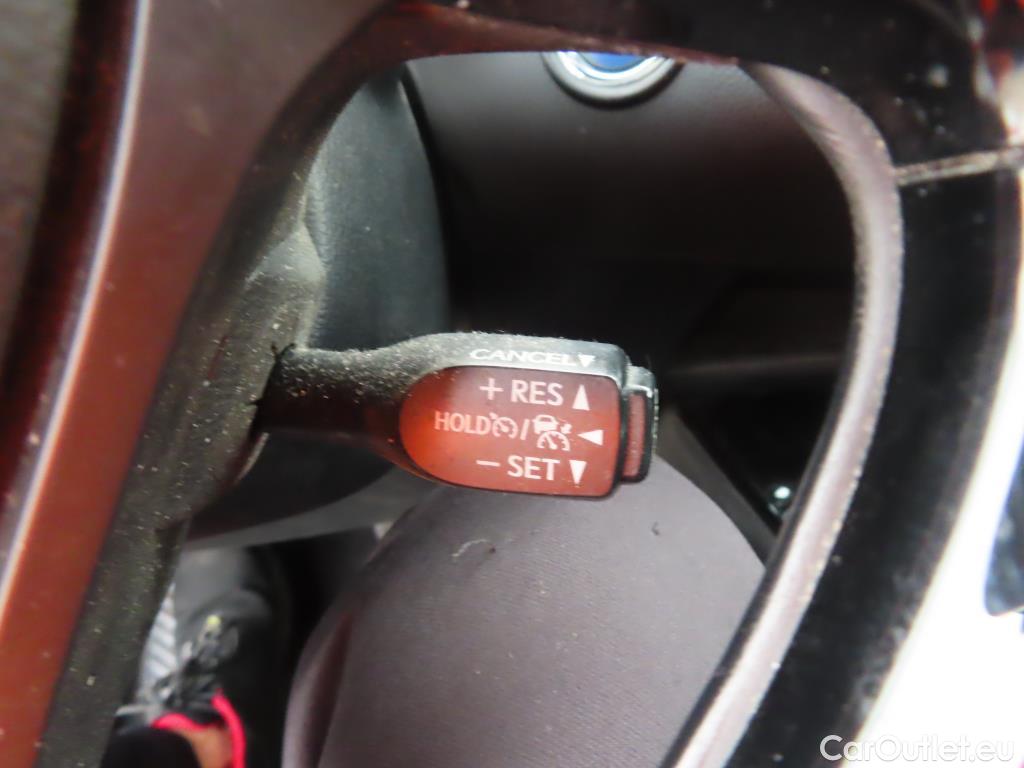 CANCEL▼
+ RES ▲
HOLD / ◄
− SET ▼
CarOutlet.eu